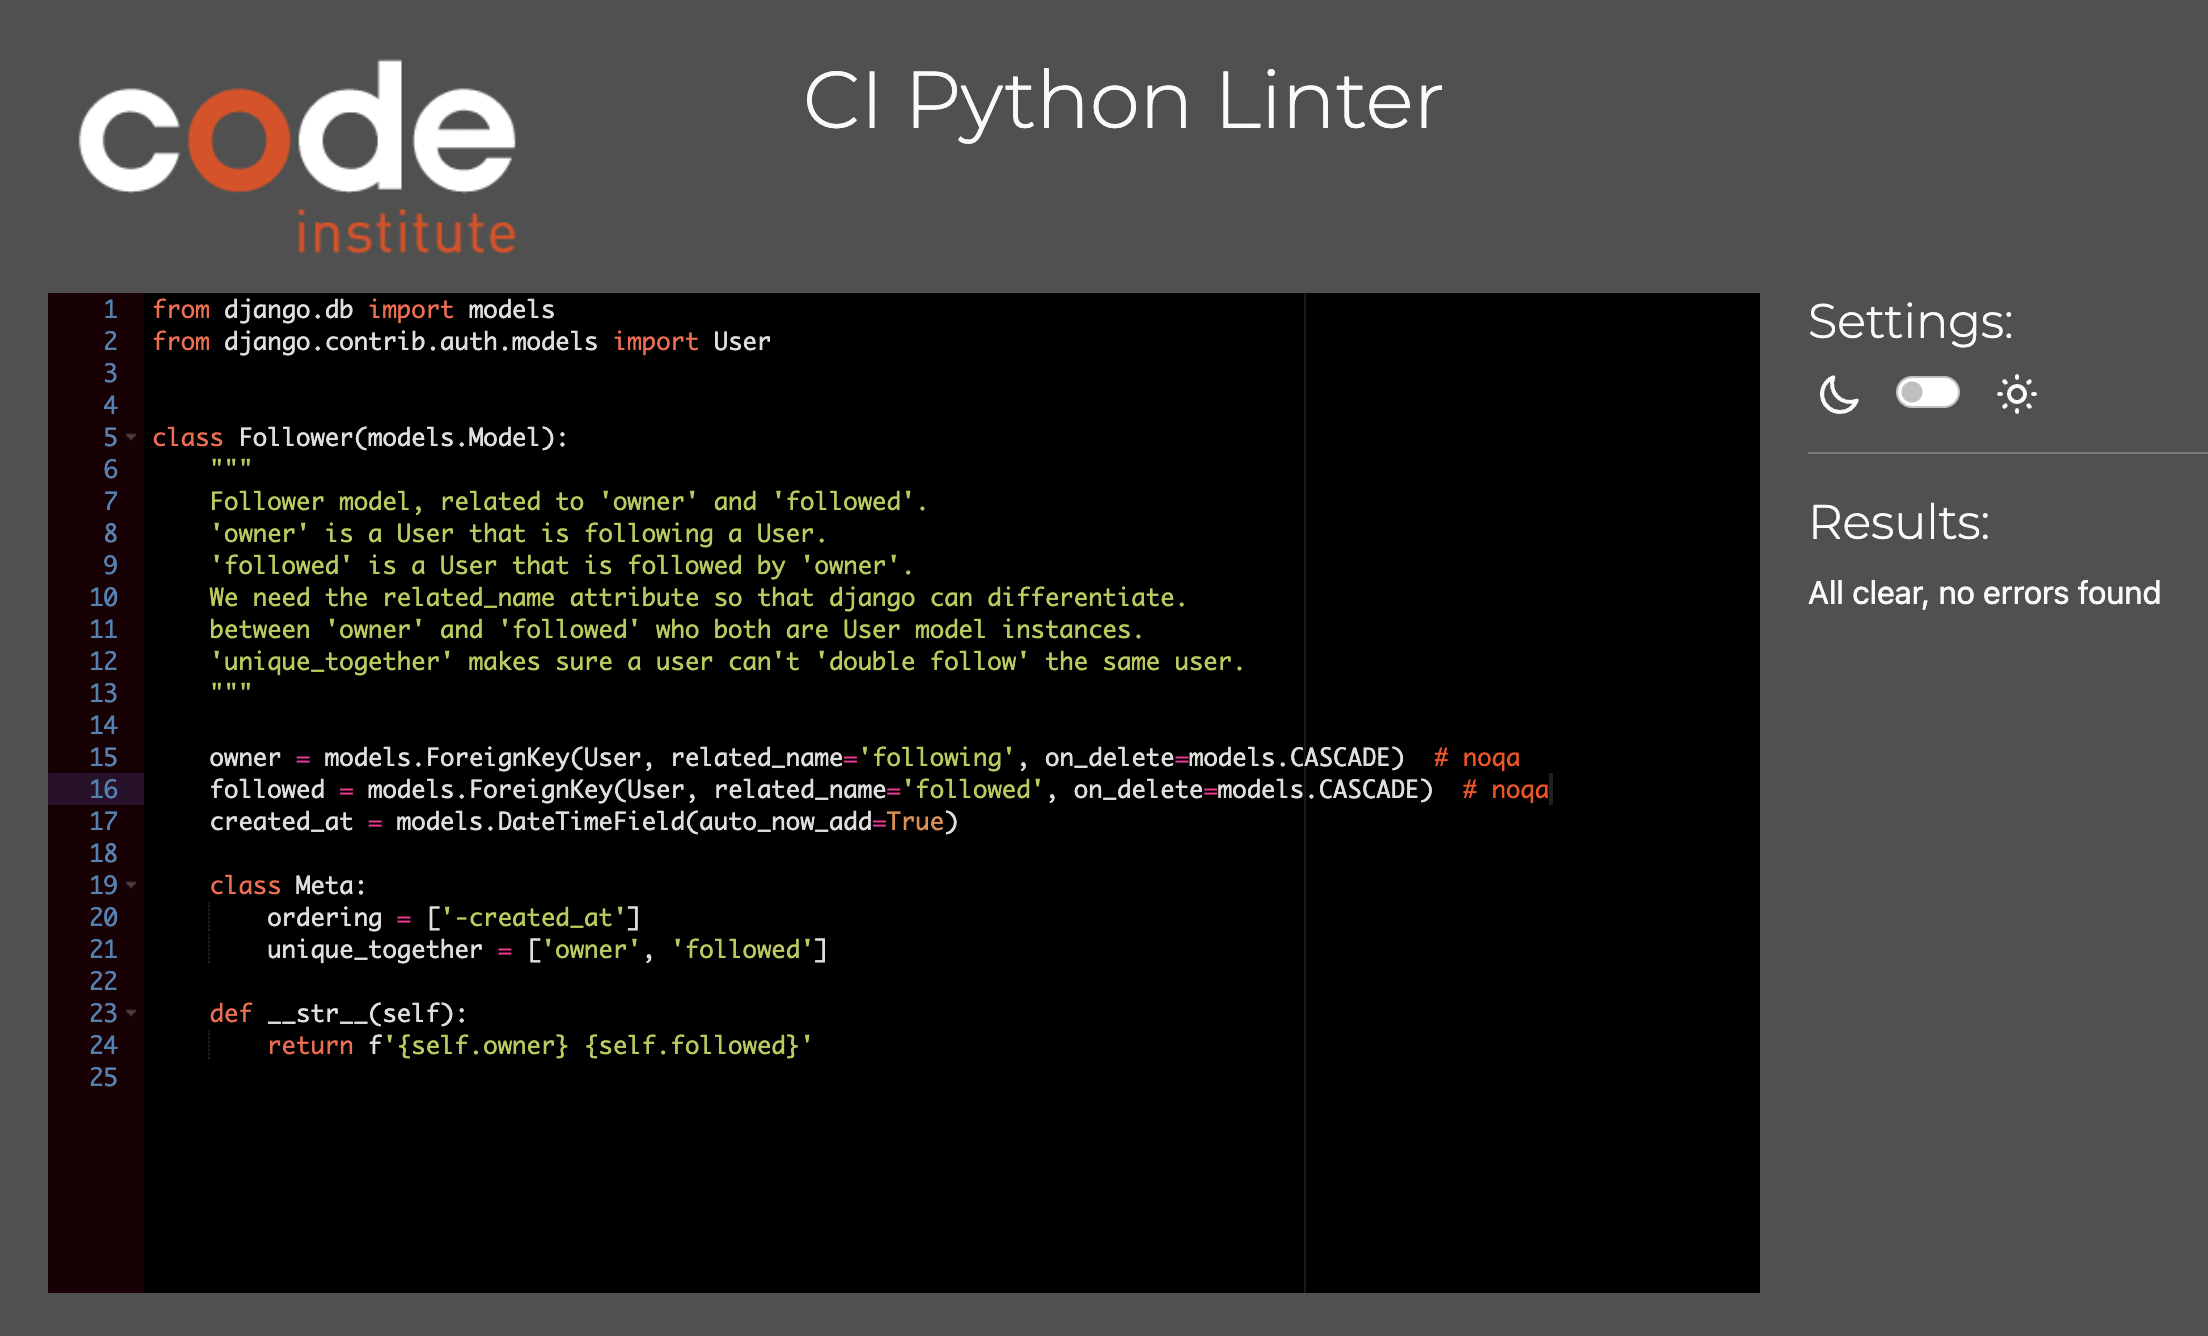 code
institute
CI Python Linter
1 from django.db import models
2 from django.contrib.auth.models import User
3
4
5 class Follower(models.Model):
6     """
7     Follower model, related to 'owner' and 'followed'.
8     'owner' is a User that is following a User.
9     'followed' is a User that is followed by 'owner'.
10     We need the related_name attribute so that django can differentiate.
11     between 'owner' and 'followed' who both are User model instances.
12     'unique_together' makes sure a user can't 'double follow' the same user.
13     """
14
15     owner = models.ForeignKey(User, related_name='following', on_delete=models.CASCADE)  # noqa
16     followed = models.ForeignKey(User, related_name='followed', on_delete=models.CASCADE)  # noqa
17     created_at = models.DateTimeField(auto_now_add=True)
18
19     class Meta:
20         ordering = ['-created_at']
21         unique_together = ['owner', 'followed']
22
23     def __str__(self):
24         return f'{self.owner} {self.followed}'
25
Settings:
Results:
All clear, no errors found